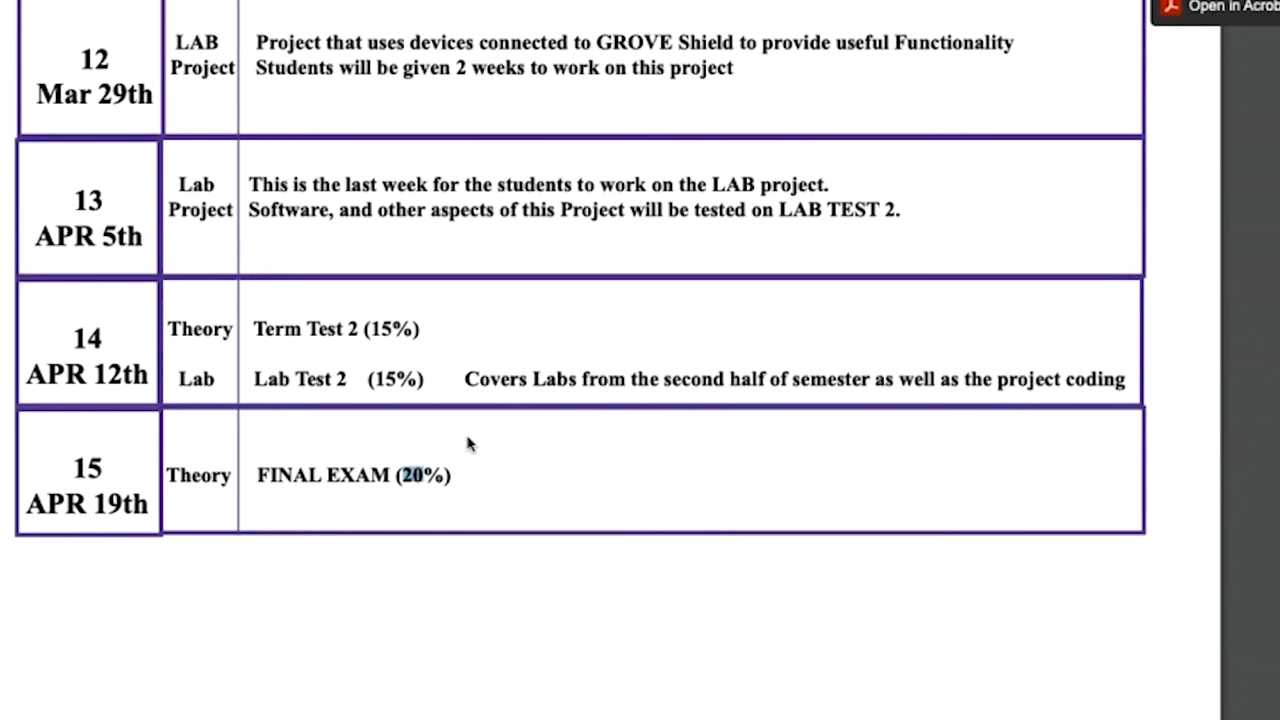 Open in Acrob
12
Mar 29th
LAB
Project
Project that uses devices connected to GROVE Shield to provide useful Functionality
Students will be given 2 weeks to work on this project
13
APR 5th
Lab
Project
This is the last week for the students to work on the LAB project.
Software, and other aspects of this Project will be tested on LAB TEST 2.
14
APR 12th
Theory
Term Test 2 (15%)
Lab
Lab Test 2 (15%) Covers Labs from the second half of semester as well as the project coding
15
APR 19th
Theory
FINAL EXAM (20%)